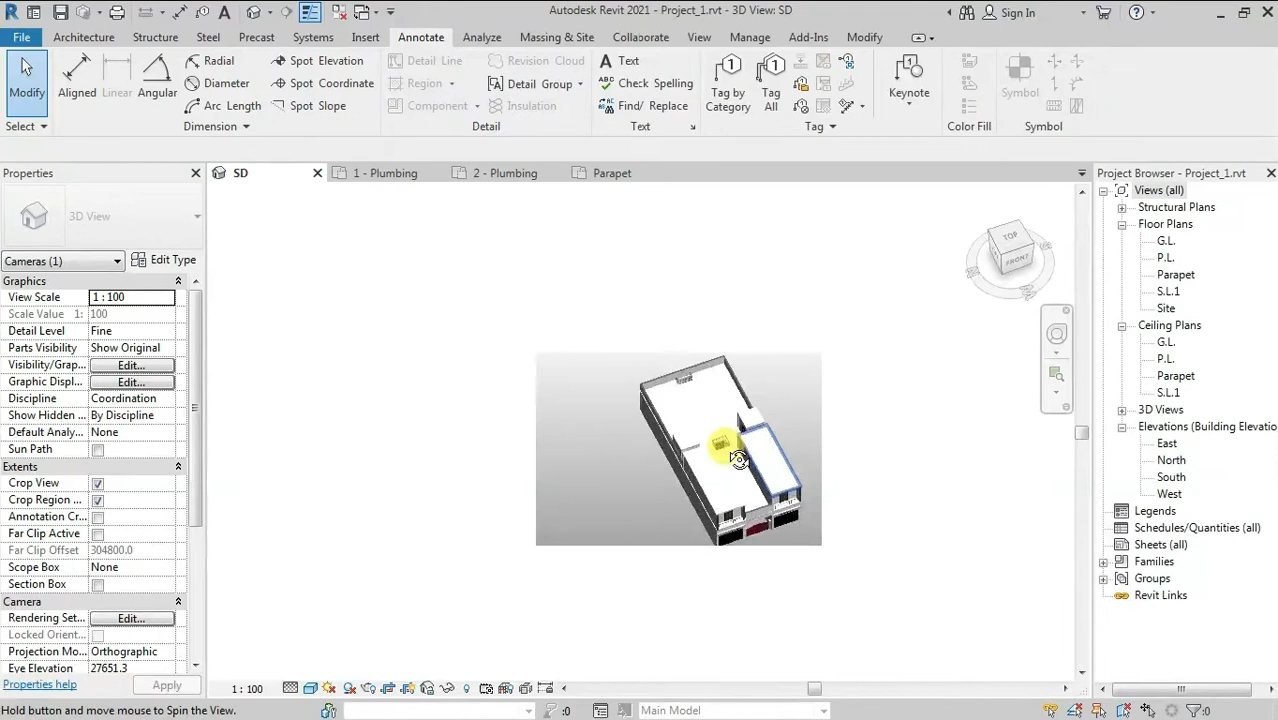 Autodesk Revit 2021 - Project_1.rvt - 3D View: SD
Sign In
File Architecture Structure Steel Precast Systems Insert Annotate Analyze Massing & Site Collaborate View Manage Add-Ins Modify
Modify
Aligned
Linear
Angular
Radial
Diameter
Arc Length
Spot Elevation
Spot Coordinate
Spot Slope
Detail Line
Region
Component
Revision Cloud
Detail Group
Insulation
Text
Check Spelling
Find/ Replace
Tag by
Category
Tag
All
Keynote
Symbol
Select
Dimension
Detail
Text
Tag
Color Fill
Symbol
Properties
3D View
Cameras (1)
Edit Type
Graphics
View Scale 1 : 100
Scale Value 1: 100
Detail Level Fine
Parts Visibility Show Original
Visibility/Grap... Edit...
Graphic Displ... Edit...
Discipline Coordination
Show Hidden ... By Discipline
Default Analy... None
Sun Path
Extents
Crop View
Crop Region ...
Annotation Cr...
Far Clip Active
Far Clip Offset 304800.0
Scope Box None
Section Box
Camera
Rendering Set... Edit...
Locked Orient...
Projection Mo... Orthographic
Eye Elevation 27651.3
Properties help
Apply
SD
1 - Plumbing
2 - Plumbing
Parapet
TOP
FRONT
Project Browser - Project_1.rvt
Views (all)
Structural Plans
Floor Plans
G.L.
P.L.
Parapet
S.L.1
Site
Ceiling Plans
G.L.
P.L.
Parapet
S.L.1
3D Views
Elevations (Building Elevatio
East
North
South
West
Legends
Schedules/Quantities (all)
Sheets (all)
Families
Groups
Revit Links
1 : 100
Hold button and move mouse to Spin the View.
:0
Main Model
:0